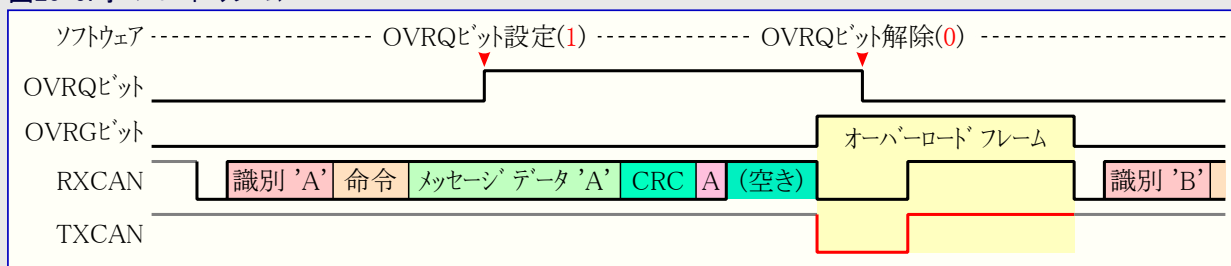 ソフトウェア ------------------- OVRQビット設定(1) ------------- OVRQビット解除(0) ---------------------
OVRQビット
OVRGビット オーバーロード フレーム
RXCAN 識別 'A' 命令 メッセージ データ 'A' CRC A (空き) 識別 'B'
TXCAN